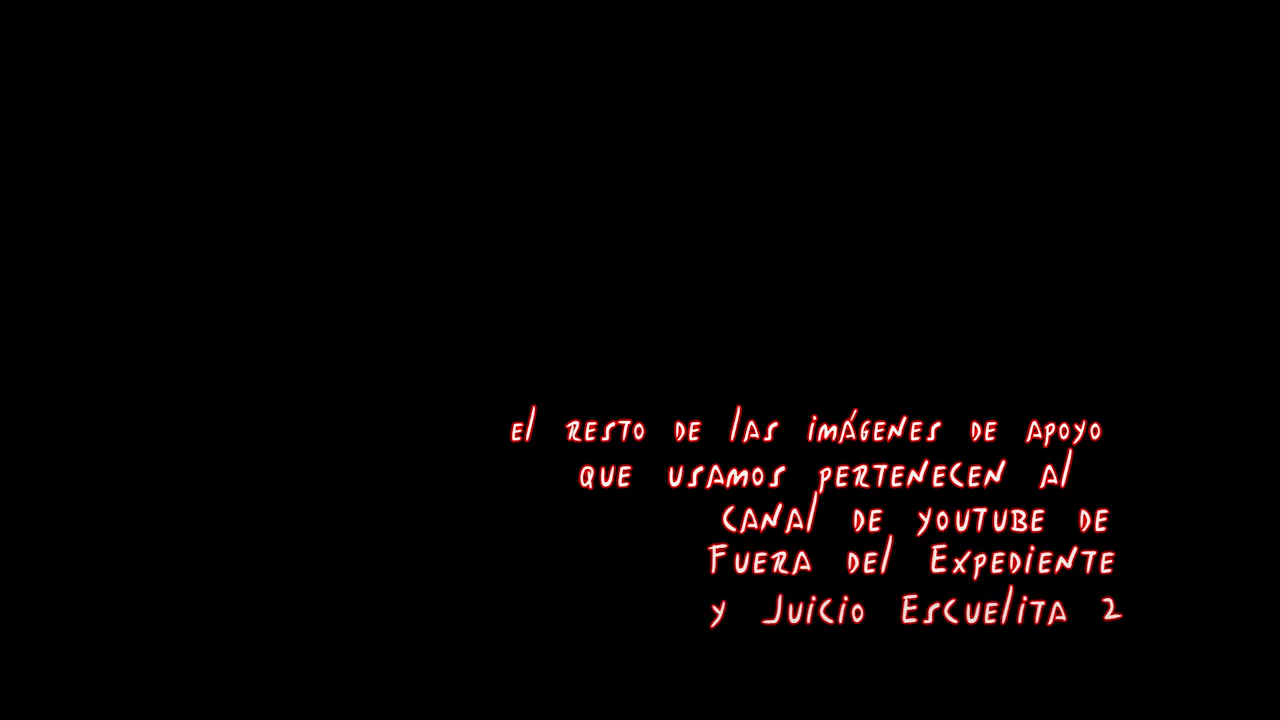 el resto de las imágenes de apoyo
que usamos pertenecen al
canal de youtube de
Fuera del Expediente
y Juicio Escuelita 2